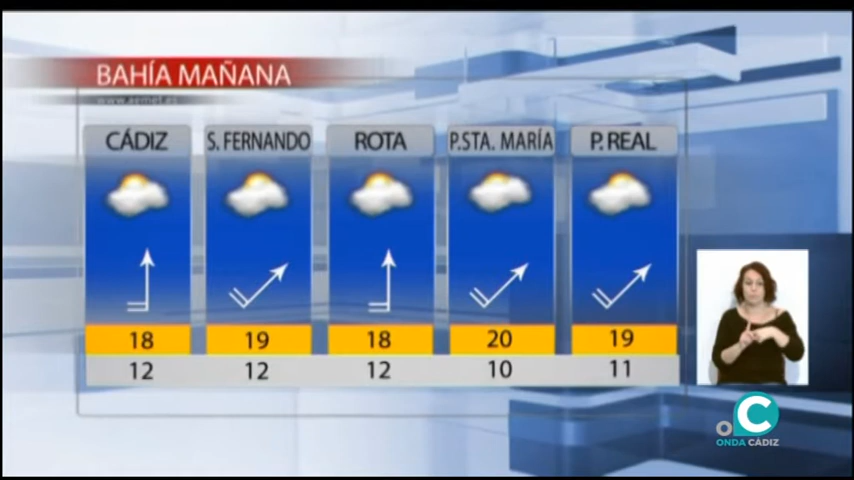 BAHÍA MAÑANA
www.aemet.es
CÁDIZ S. FERNANDO ROTA P.STA. MARÍA P. REAL
18 19 18 20 19
12 12 12 10 11
OC
ONDA CÁDIZ